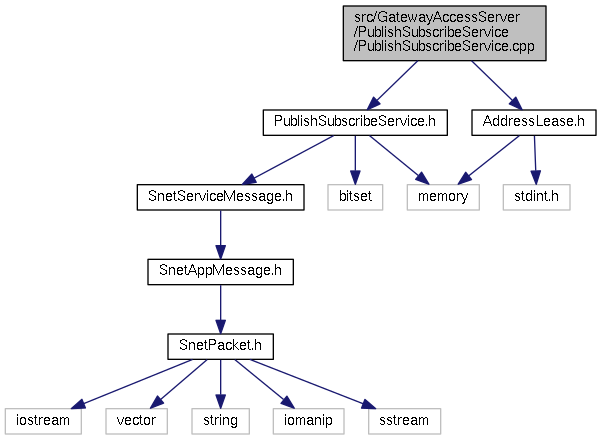 src/GatewayAccessServer
/PublishSubscribeService
/PublishSubscribeService.cpp
PublishSubscribeService.h
AddressLease.h
SnetServiceMessage.h
bitset
memory
stdint.h
SnetAppMessage.h
SnetPacket.h
iostream
vector
string
iomanip
sstream